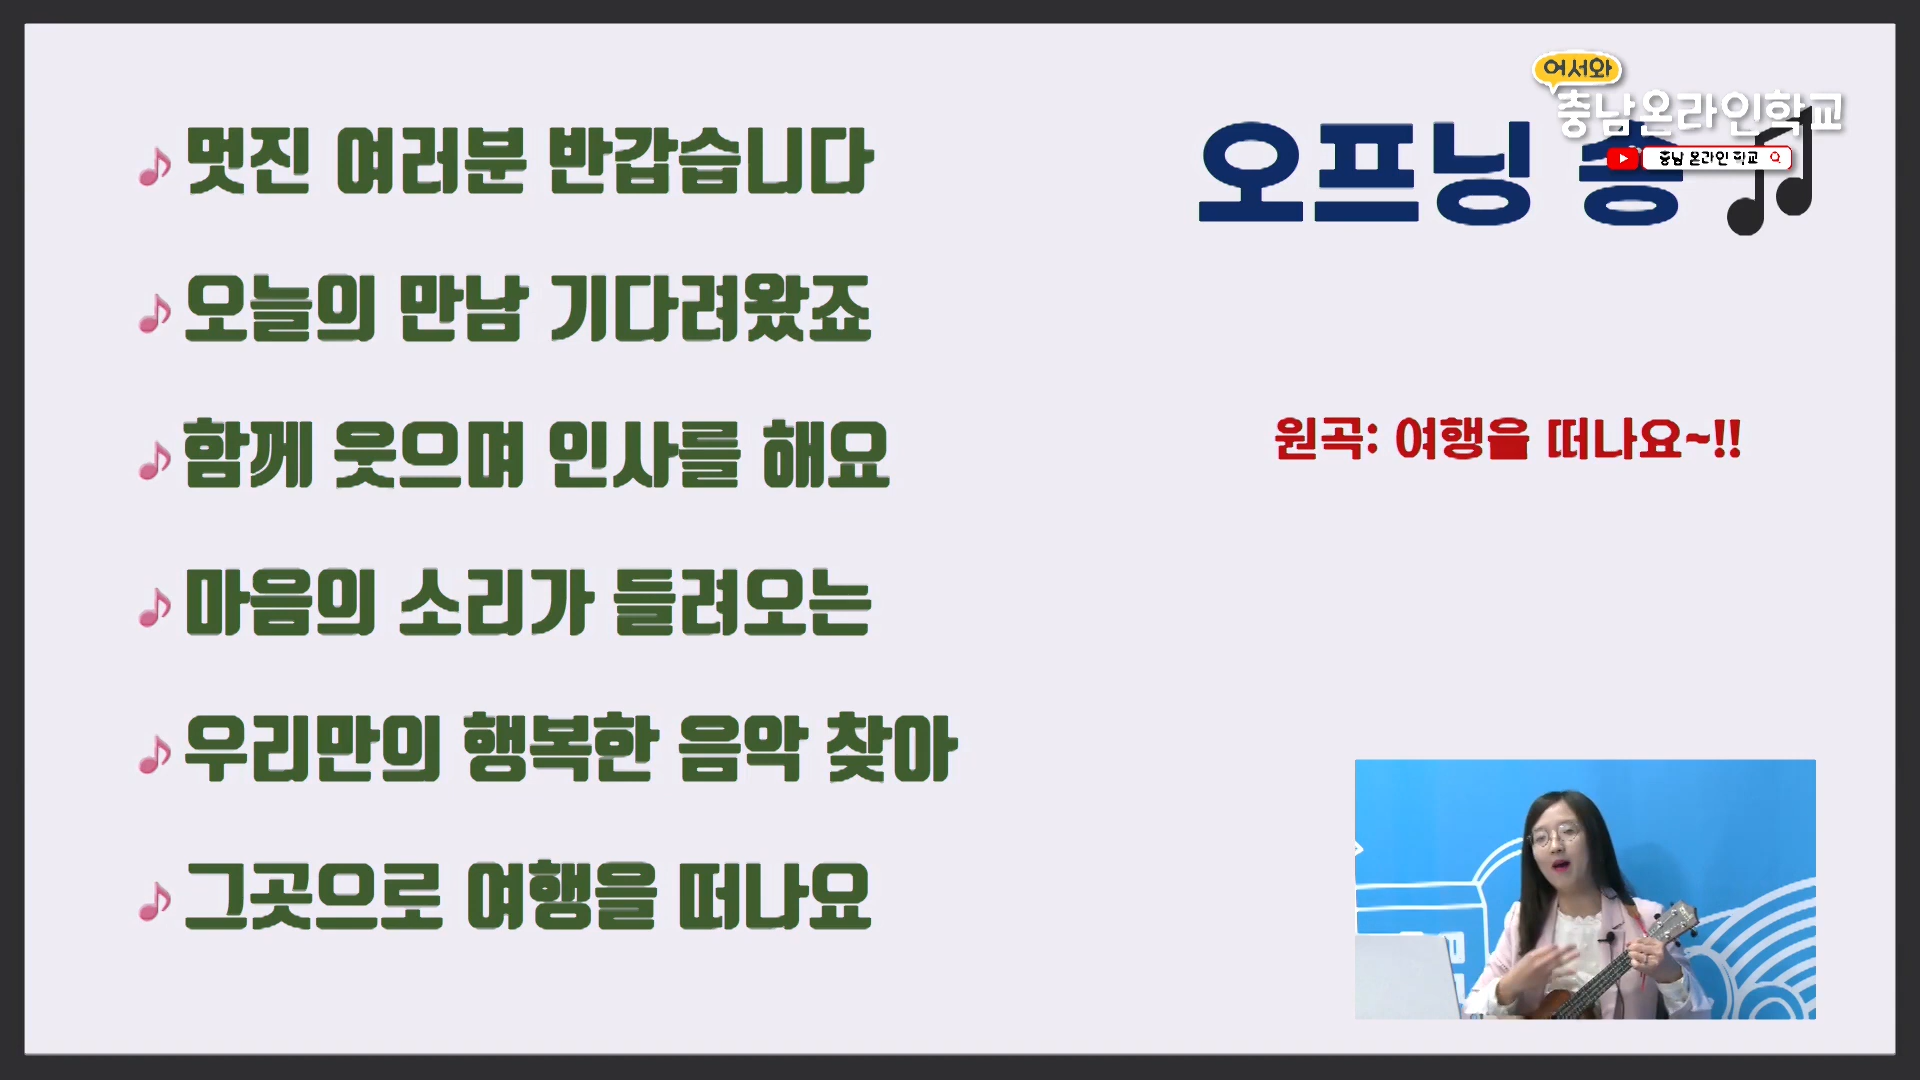 어서와
충남온라인학교
충남 온라인 학교
오프닝 송
멋진 여러분 반갑습니다
오늘의 만남 기다려왔죠
함께 웃으며 인사를 해요
마음의 소리가 들려오는
우리만의 행복한 음악 찾아
그곳으로 여행을 떠나요
원곡: 여행을 떠나요~!!